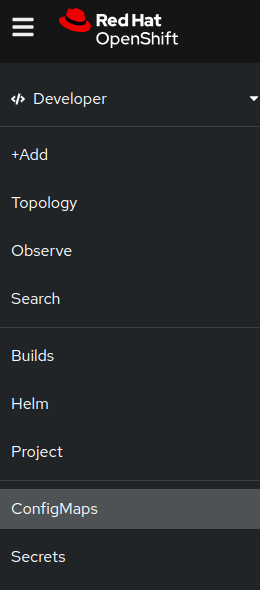 Red Hat
OpenShift
Developer
+Add
Topology
Observe
Search
Builds
Helm
Project
ConfigMaps
Secrets